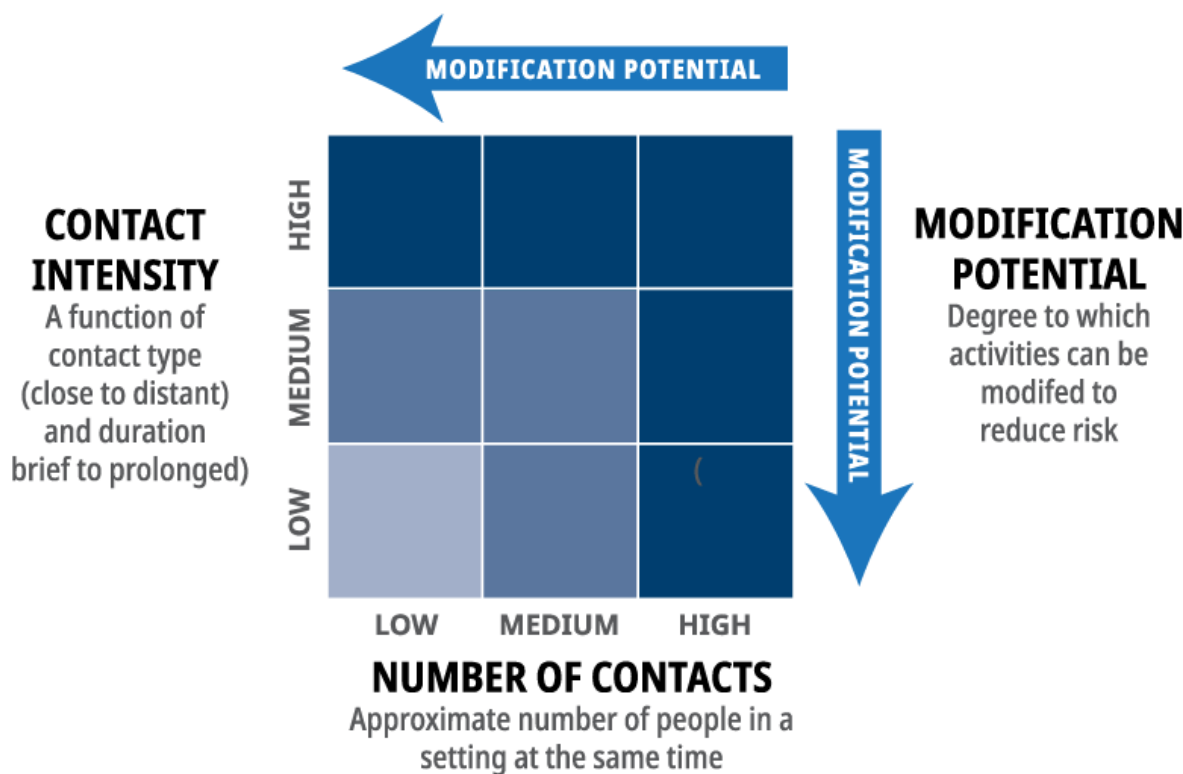 MODIFICATION POTENTIAL
CONTACT
INTENSITY
A function of
contact type
(close to distant)
and duration
brief to prolonged)
HIGH
MEDIUM
LOW
(
MODIFICATION POTENTIAL
MODIFICATION
POTENTIAL
Degree to which
activities can be
modifed to
reduce risk
LOW MEDIUM HIGH
NUMBER OF CONTACTS
Approximate number of people in a
setting at the same time